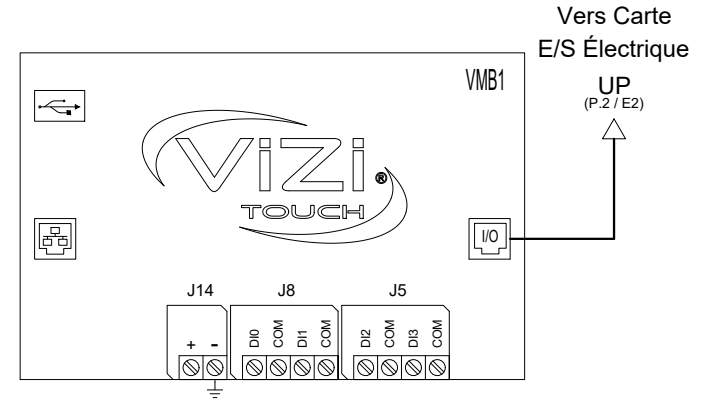 Vers Carte
E/S Électrique
UP
(P.2 / E2)
VMB1
ViZi®
TOUCH
I/O
J14 J8 J5
+ - DI0 COM DI1 COM DI2 COM DI3 COM